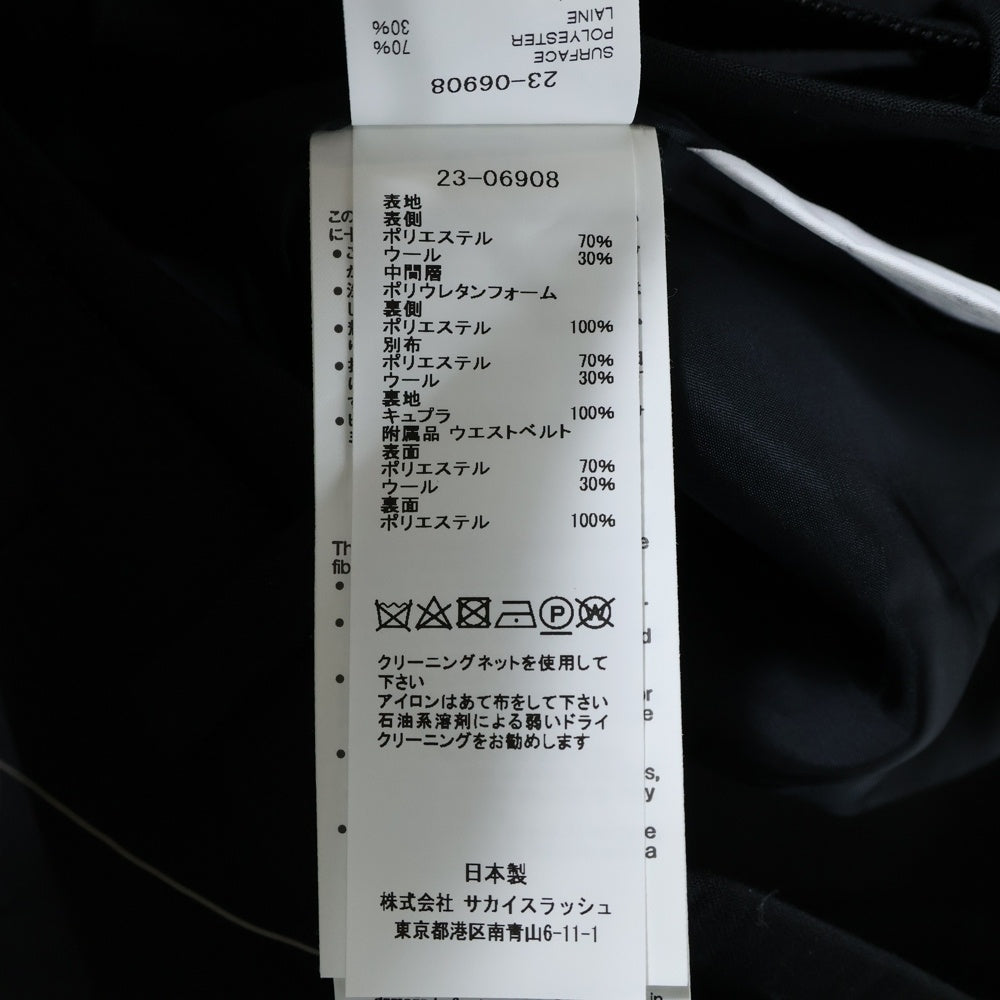 LAINE 30%
POLYESTER 70%
SURFACE
23-06908
23-06908
表地
表側
ポリエステル 70%
ウール 30%
中間層
ポリウレタンフォーム
裏側
ポリエステル 100%
別布
ポリエステル 70%
ウール 30%
裏地
キュプラ 100%
附属品 ウエストベルト
表面
ポリエステル 70%
ウール 30%
裏面
ポリエステル 100%
P W
クリーニングネットを使用して
下さい
アイロンはあて布をして下さい
石油系溶剤による弱いドライ
クリーニングをお勧めします
日本製
株式会社 サカイスラッシュ
東京都港区南青山6-11-1